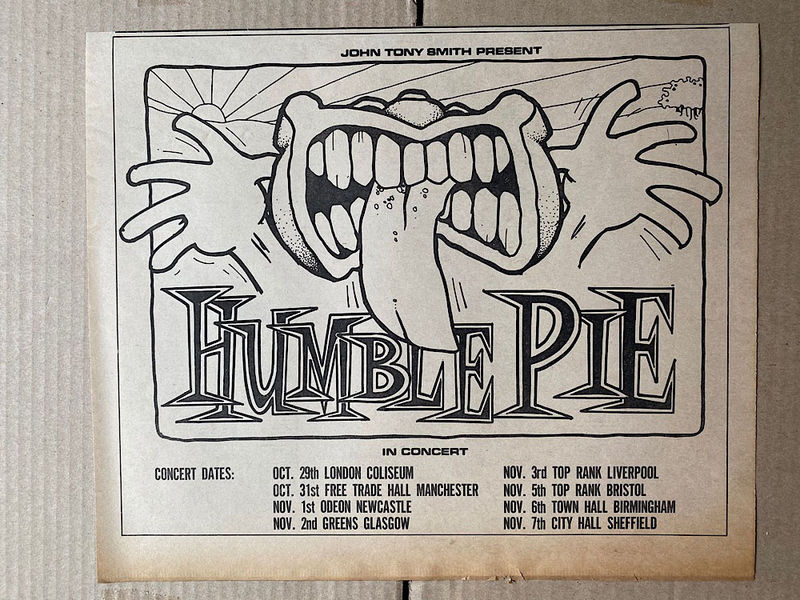 JOHN TONY SMITH PRESENT
HUMBLE PIE
IN CONCERT
CONCERT DATES:
OCT. 29th LONDON COLISEUM
OCT. 31st FREE TRADE HALL MANCHESTER
NOV. 1st ODEON NEWCASTLE
NOV. 2nd GREENS GLASGOW
NOV. 3rd TOP RANK LIVERPOOL
NOV. 5th TOP RANK BRISTOL
NOV. 6th TOWN HALL BIRMINGHAM
NOV. 7th CITY HALL SHEFFIELD